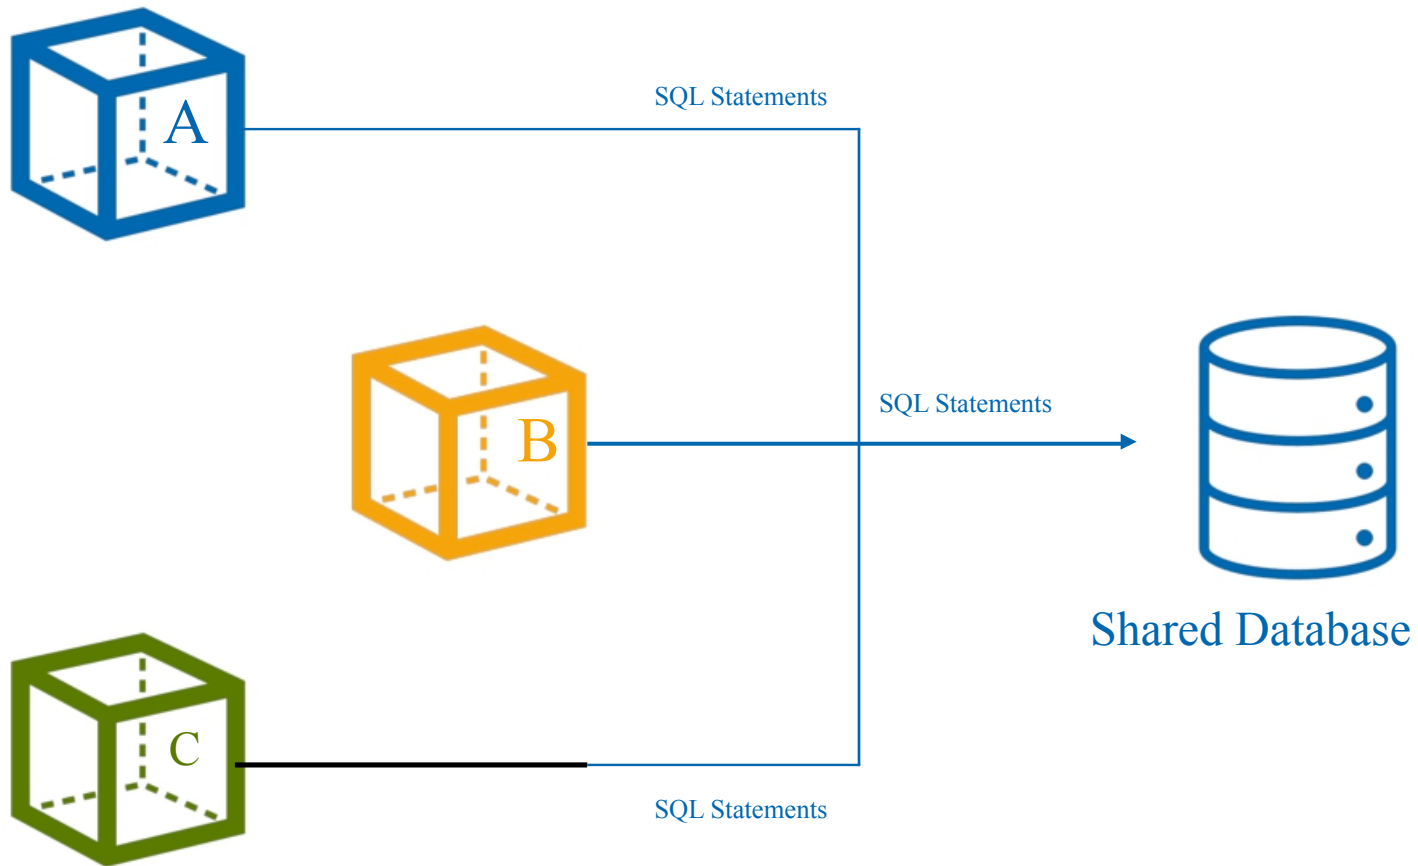 A
SQL Statements
B
SQL Statements
Shared Database
C
SQL Statements